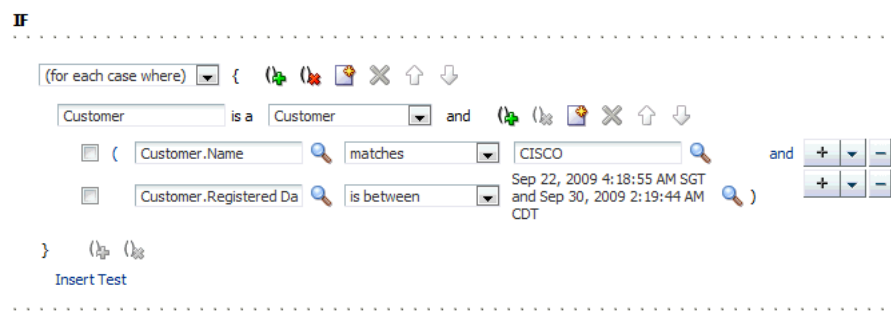 IF
(for each case where) {
Customer is a Customer and
( Customer.Name matches CISCO and
Customer.Registered Da is between Sep 22, 2009 4:18:55 AM SGT and Sep 30, 2009 2:19:44 AM CDT )
}
Insert Test